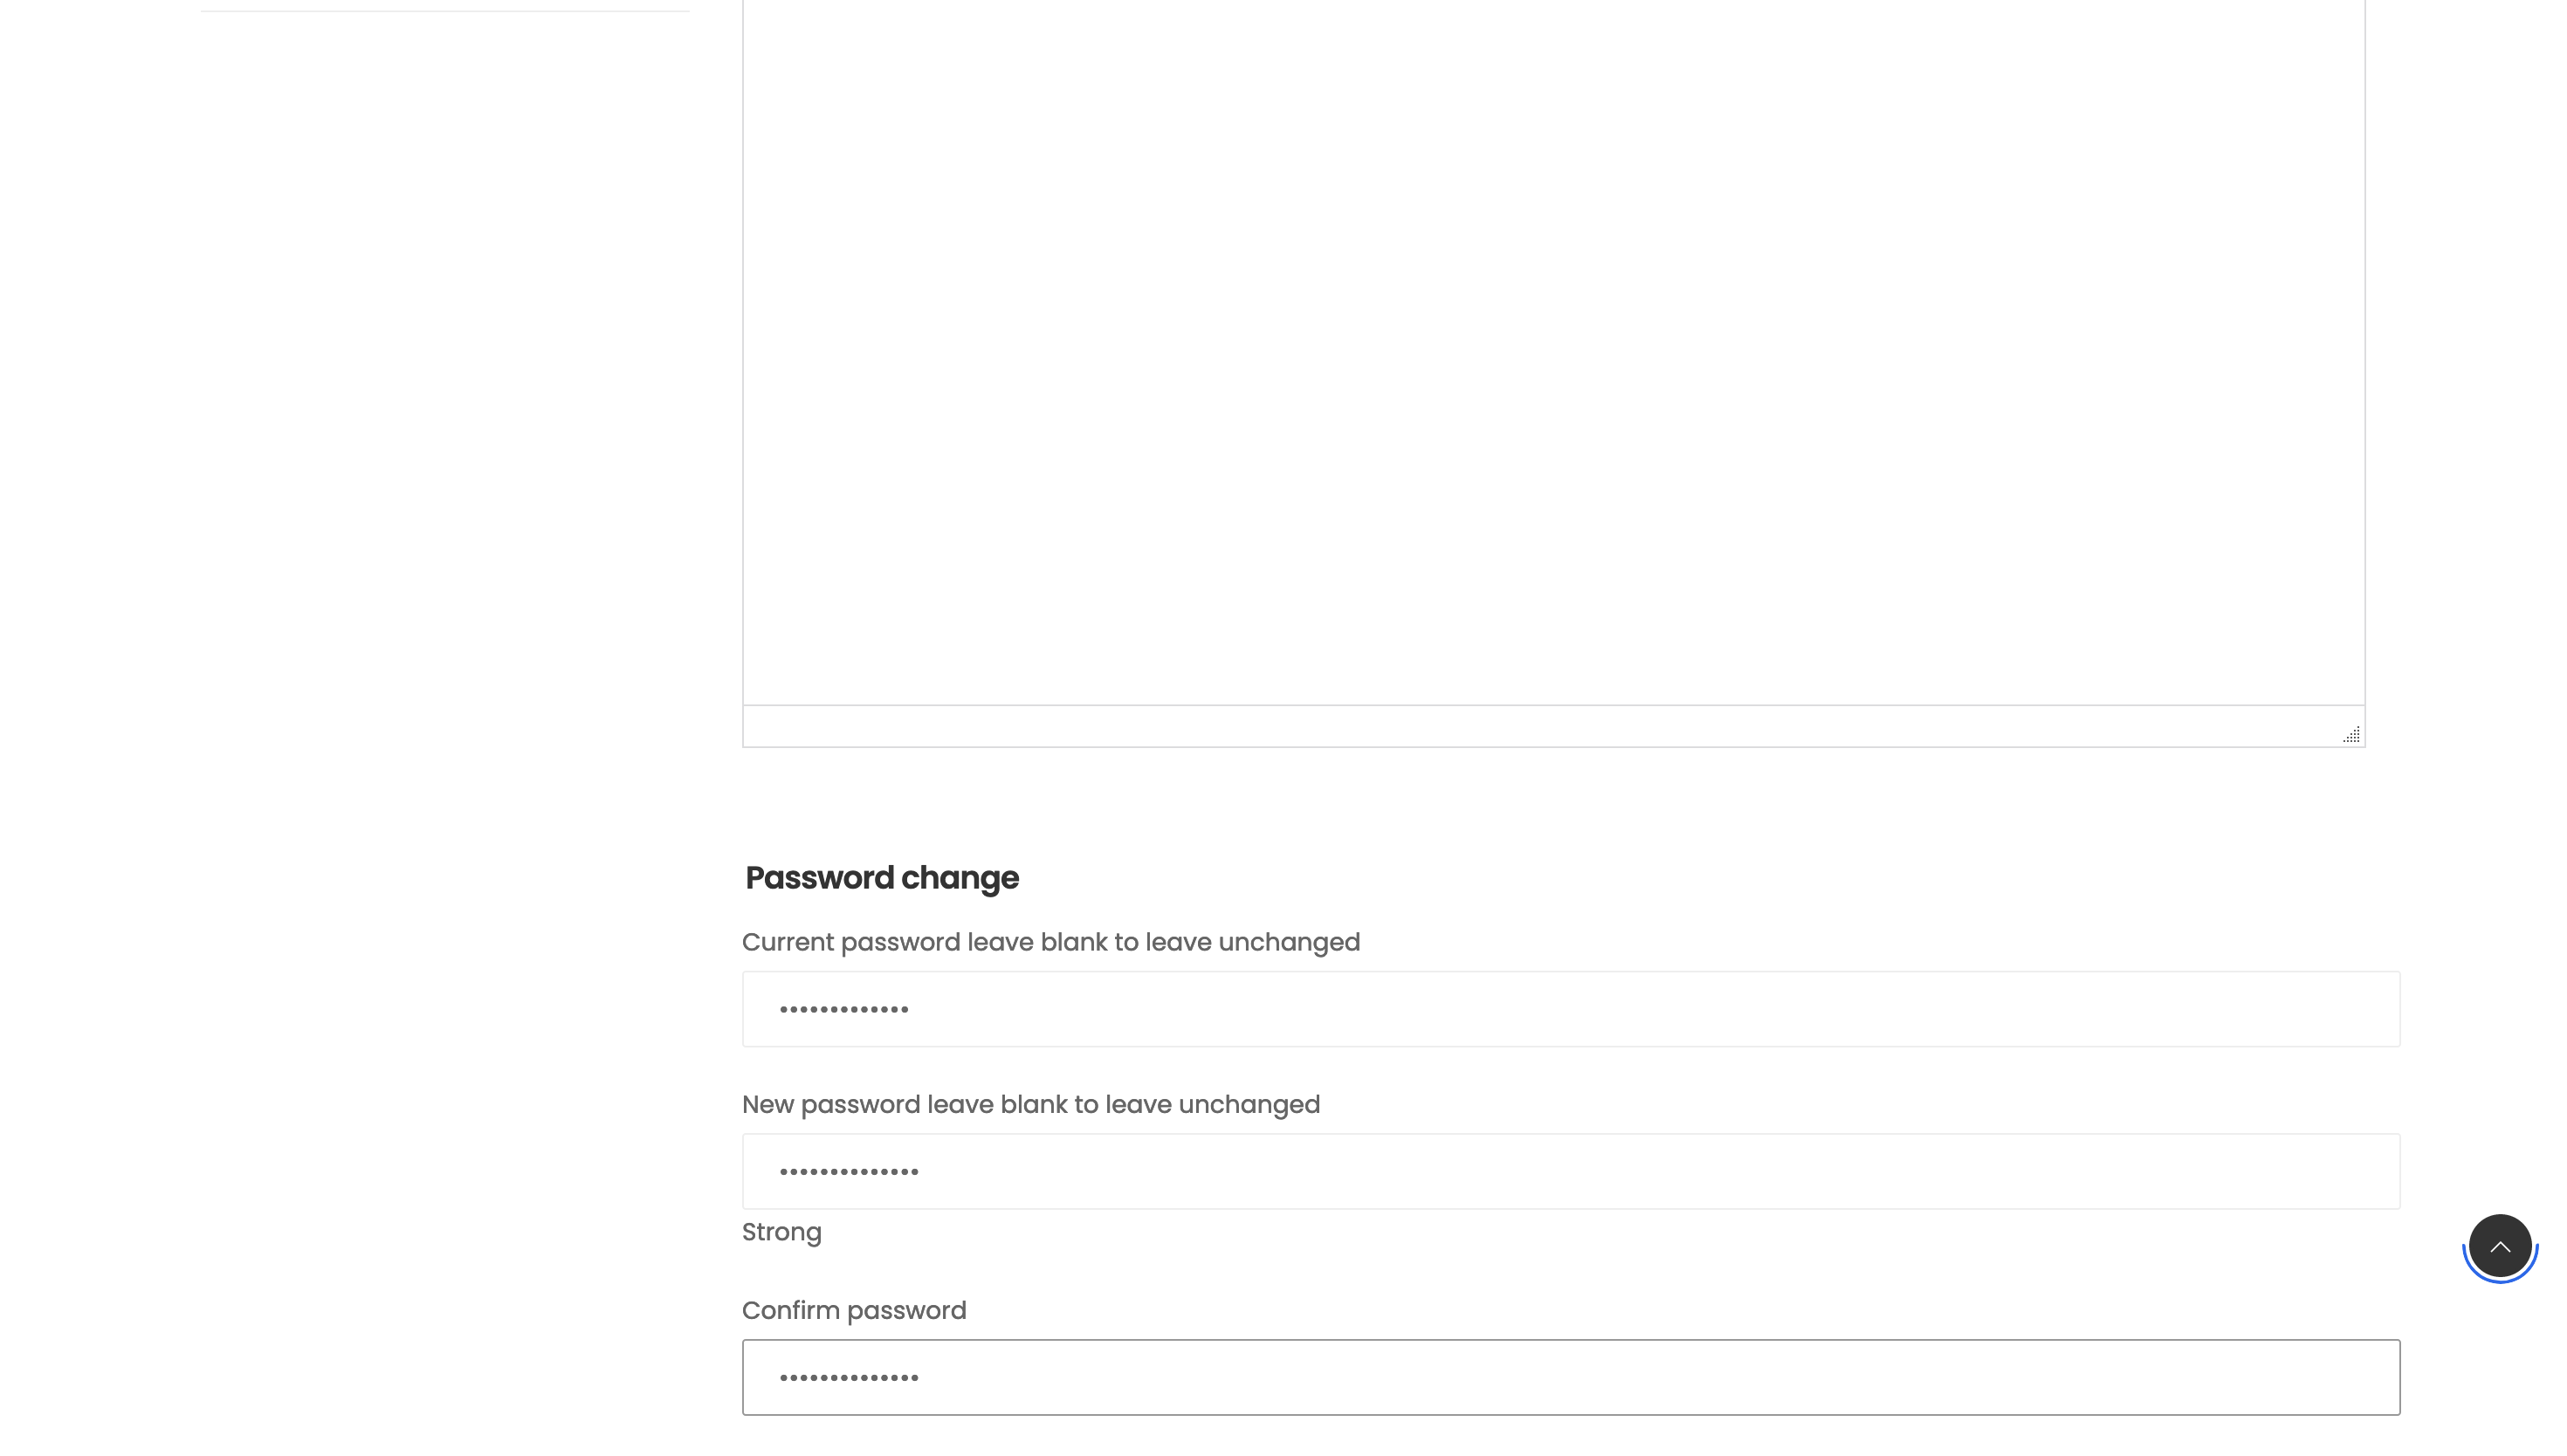 Password change
Current password leave blank to leave unchanged
•••••••••••••
New password leave blank to leave unchanged
••••••••••••••
Strong
Confirm password
••••••••••••••